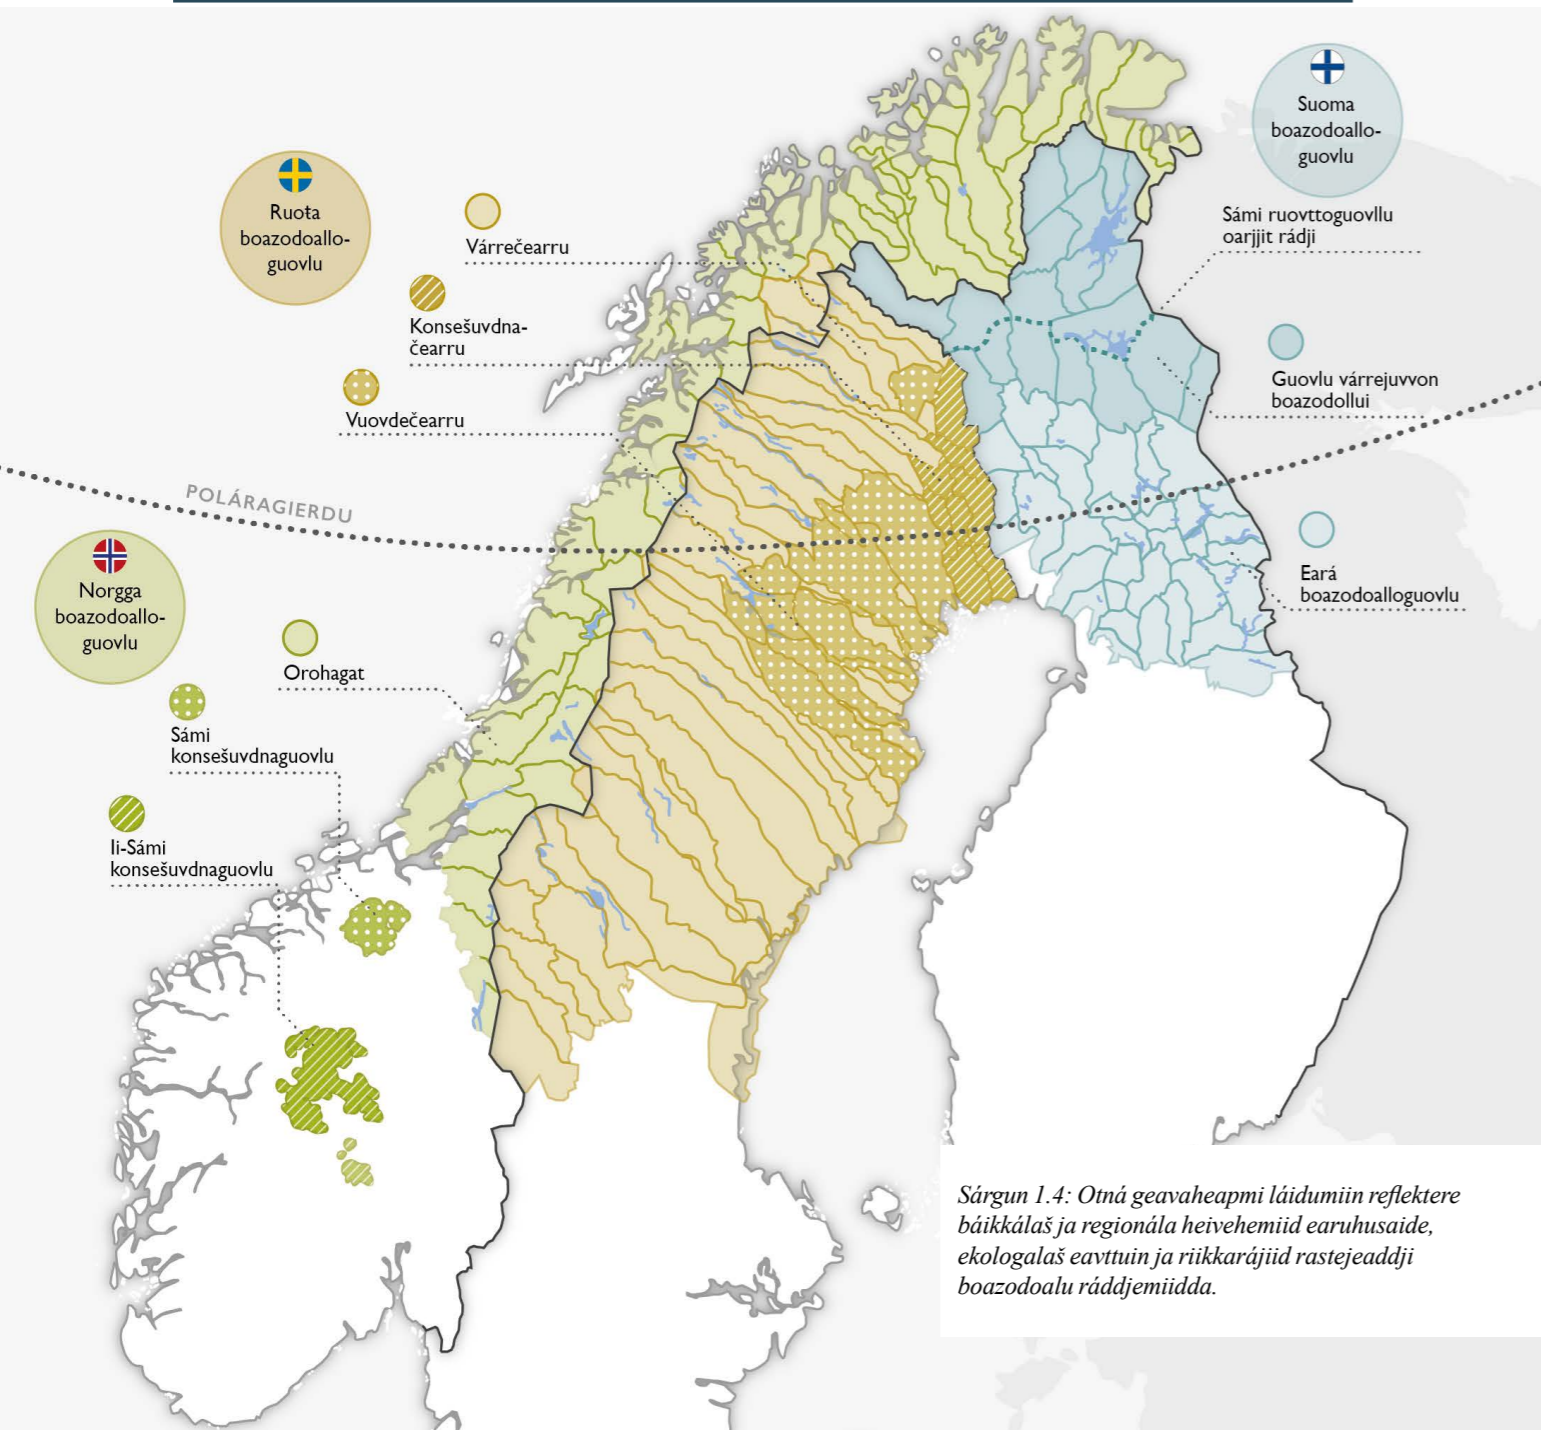 Suoma
boazodoallo-
guovlu
Ruoŧa
boazodoallo-
guovlu
Várrečearru
Sámi ruovttoguovllu
oarjjit rádji
Konsešuvdna-
čearru
Guovlu várrejuvvon
boazodollui
Vuovdečearru
POLÁRAGIERDU
Norgga
boazodoallo-
guovlu
Eará
boazodoalloguovlu
Orohagat
Sámi
konsešuvdnaguovlu
Ii-Sámi
konsešuvdnaguovlu
Sárgun 1.4: Otná geavaheapmi láidumiin reflektere
báikkálaš ja regionála heivehemiid earuhusaide,
ekologalaš eavttuin ja riikkarájiid rastejeaddji
boazodoalu ráddjemiidda.